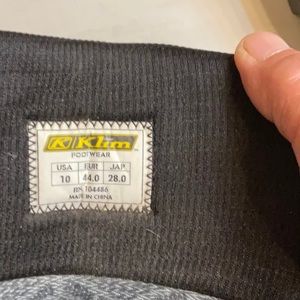 K Klim
FOOTWEAR
USA EUR JAP
10 44.0 28.0
RN 104486
MADE IN CHINA